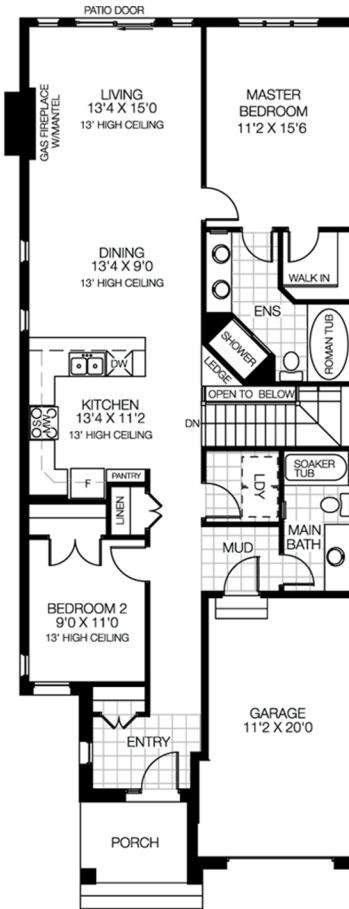 PATIO DOOR
LIVING
13'4 X 15'0
13' HIGH CEILING
MASTER
BEDROOM
11'2 X 15'6
GAS FIREPLACE
W/MANTEL
DINING
13'4 X 9'0
13' HIGH CEILING
WALK IN
ENS
ROMAN TUB
SHOWER
LEDGE
DW
OPEN TO BELOW
KITCHEN
13'4 X 11'2
13' HIGH CEILING
MW
DN
F
PANTRY
LINEN
LDY
SOAKER
TUB
MAIN
BATH
MUD
BEDROOM 2
9'0 X 11'0
13' HIGH CEILING
GARAGE
11'2 X 20'0
ENTRY
PORCH